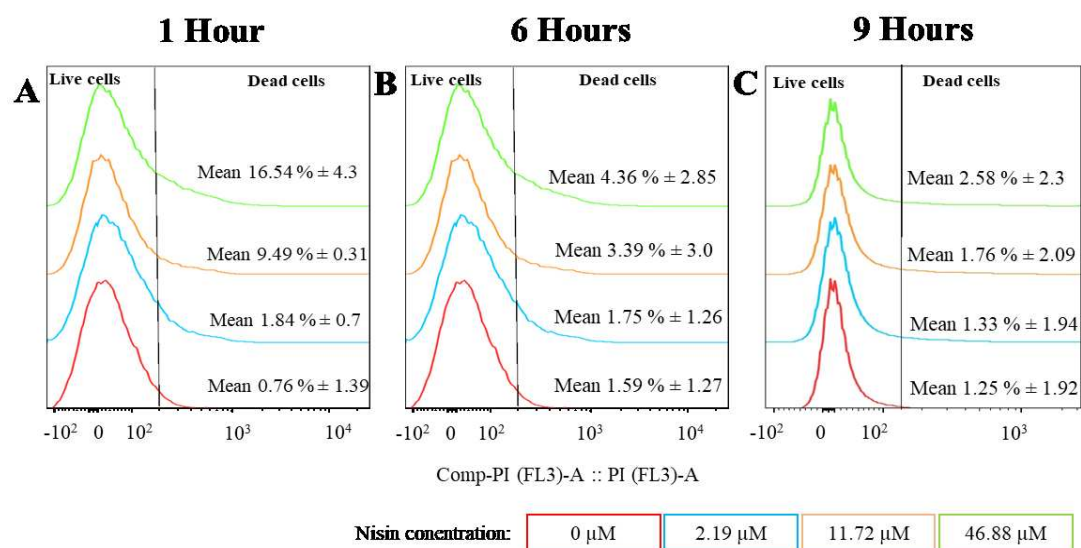 1 Hour 6 Hours 9 Hours
A Live cells Dead cells B Live cells Dead cells C Live cells Dead cells
Mean 16.54 % ± 4.3 Mean 4.36 % ± 2.85 Mean 2.58 % ± 2.3
Mean 9.49 % ± 0.31 Mean 3.39 % ± 3.0 Mean 1.76 % ± 2.09
Mean 1.84 % ± 0.7 Mean 1.75 % ± 1.26 Mean 1.33 % ± 1.94
Mean 0.76 % ± 1.39 Mean 1.59 % ± 1.27 Mean 1.25 % ± 1.92
-10² 0 10² 10³ 10⁴ -10² 0 10² 10³ 10⁴ -10² 0 10² 10³
Comp-PI (FL3)-A :: PI (FL3)-A
Nisin conentration: 0 µM 2.19 µM 11.72 µM 46.88 µM